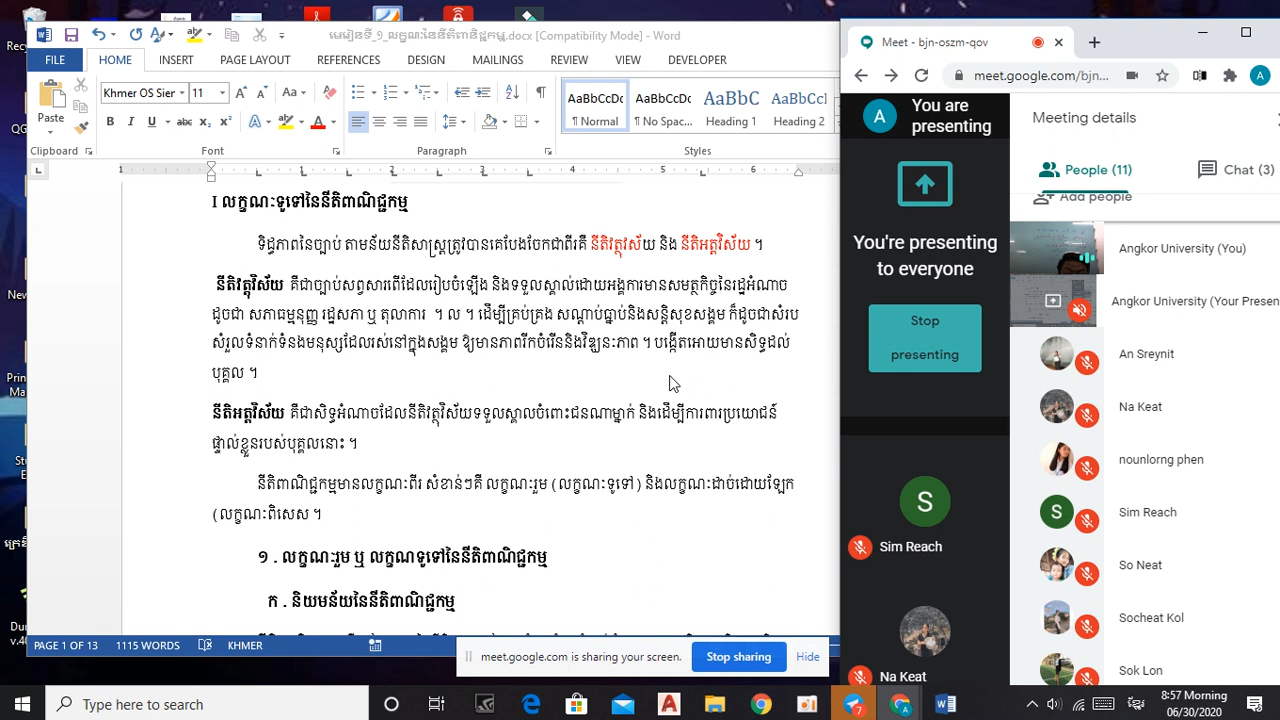 មេរៀនទី_9_លក្ខណៈនៃនីតិពាណិជ្ជកម្ម.docx [Compatibility Mode] - Word
FILE HOME INSERT PAGE LAYOUT REFERENCES DESIGN MAILINGS REVIEW VIEW DEVELOPER
Paste
Khmer OS Sien 11
Clipboard Font Styles
AaBbCcDc AaBbCcDc AaBbC AaBbCcD
¶ Normal ¶ No Spac... Heading 1 Heading 2
I លក្ខណៈទូទៅនៃនីតិពាណិជ្ជកម្ម
ទិដ្ឋភាពនៃច្បាប់ តាមន័យនីតិសាស្ត្រត្រូវបានគេបែងចែកជាពីរគឺ នីតិវត្ថុវស័យ និង នីតិអត្តវិស័យ ។
នីតិវត្ថុវិស័យ គឺជាច្បាប់សព្វសារពើដែលរៀបចំឡើង និងទទួលស្គាល់ដោយអង្គការមានសមត្ថកិច្ចនៃរដ្ឋអំណាច
ដូចជា សភាធម្មនុញ្ញ រដ្ឋសភា ឬ តុលាការ ។ ល ។ ដើម្បីគ្រប់គ្រង សណ្តាប់ធ្នាប់និងសន្តិសុខសង្គម ក៏ដូចជាសំរប
សំរួលទំនាក់ទំនងមនុស្សដែលរស់នៅក្នុងសង្គម ឱ្យមានភាពរីកចំរើននិងវិឌ្ឍនៈភាព ។ បង្កើតអោយមានសិទ្ធដល់
បុគ្គល ។
នីតិអត្តវិស័យ គឺជាសិទ្ធអំណាចដែលនីតិវត្ថុវិស័យទទួលស្គាលចំពោះជនណាម្នាក់ និងដើម្បីការពារប្រយោជន៍
ផ្ទាល់ខ្លួនរបស់បុគ្គលនោះ ។
នីតិពាណិជ្ជកម្មមានលក្ខណៈពីរ សំខាន់ៗគឺ លក្ខណៈរួម (លក្ខណៈទូទៅ) និងលក្ខណៈដាច់ដោយឡែក
(លក្ខណៈពិសេស ។
១ . លក្ខណៈរួម ឬ លក្ខណទូទៅនៃនីតិពាណិជ្ជកម្ម
ក . និយមន័យនៃនីតិពាណិជ្ជកម្ម
PAGE 1 OF 13 1115 WORDS KHMER
meet.google.com is sharing your screen. Stop sharing Hide
Meet - bjn-oszm-qov
meet.google.com/bjn...
A You are
presenting
You're presenting
to everyone
Stop
presenting
S
Sim Reach
Na Keat
Meeting details
People (11) Chat (3)
Add people
Angkor University (You)
Angkor University (Your Presen
An Sreynit
Na Keat
nounlorng phen
S Sim Reach
So Neat
Socheat Kol
Sok Lon
Type here to search
8:57 Morning
06/30/2020